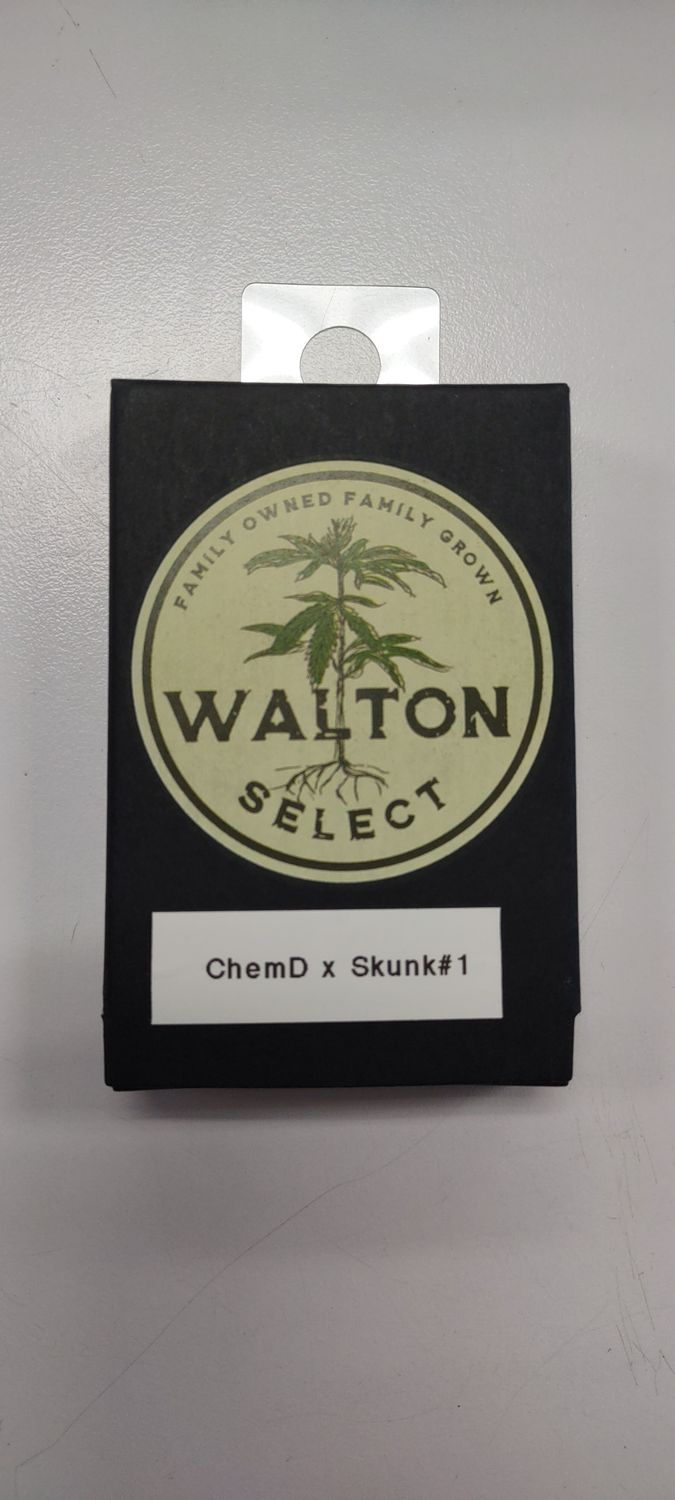 FAMILY OWNED FAMILY GROWN
WALTON
SELECT
ChemD x Skunk#1